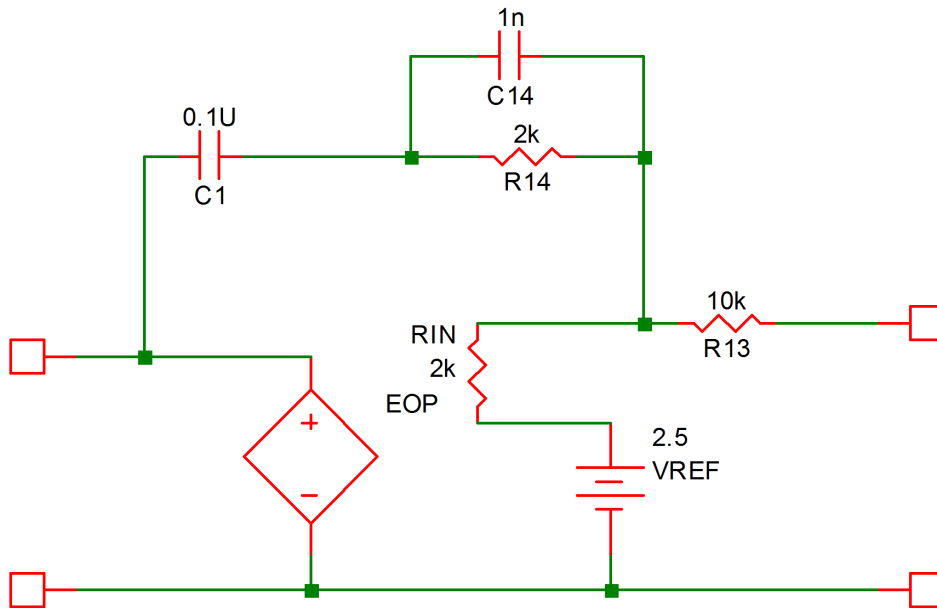 1n
C14
0.1U
C1
2k
R14
10k
R13
RIN
2k
EOP
2.5
VREF